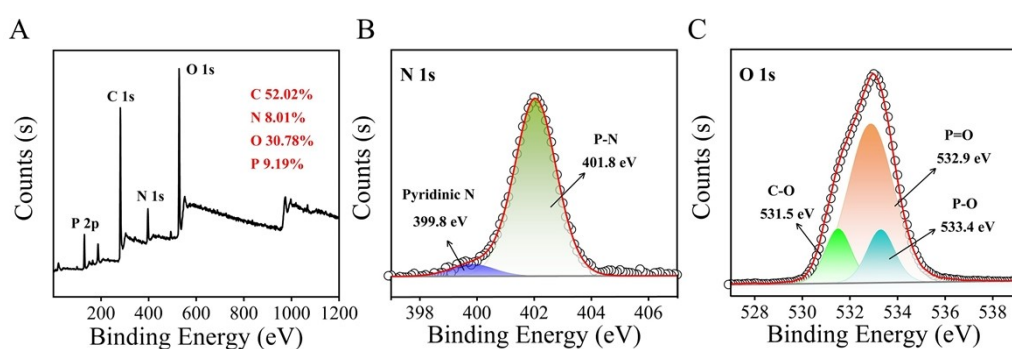 A
Counts (s)
P 2p
C 1s
N 1s
O 1s
C 52.02%
N 8.01%
O 30.78%
P 9.19%
200 400 600 800 1000 1200
Binding Energy (eV)
B
Counts (s)
N 1s
Pyridinic N
399.8 eV
P-N
401.8 eV
398 400 402 404 406
Binding Energy (eV)
C
Counts (s)
O 1s
C-O
531.5 eV
P=O
532.9 eV
P-O
533.4 eV
528 530 532 534 536 538
Binding Energy (eV)